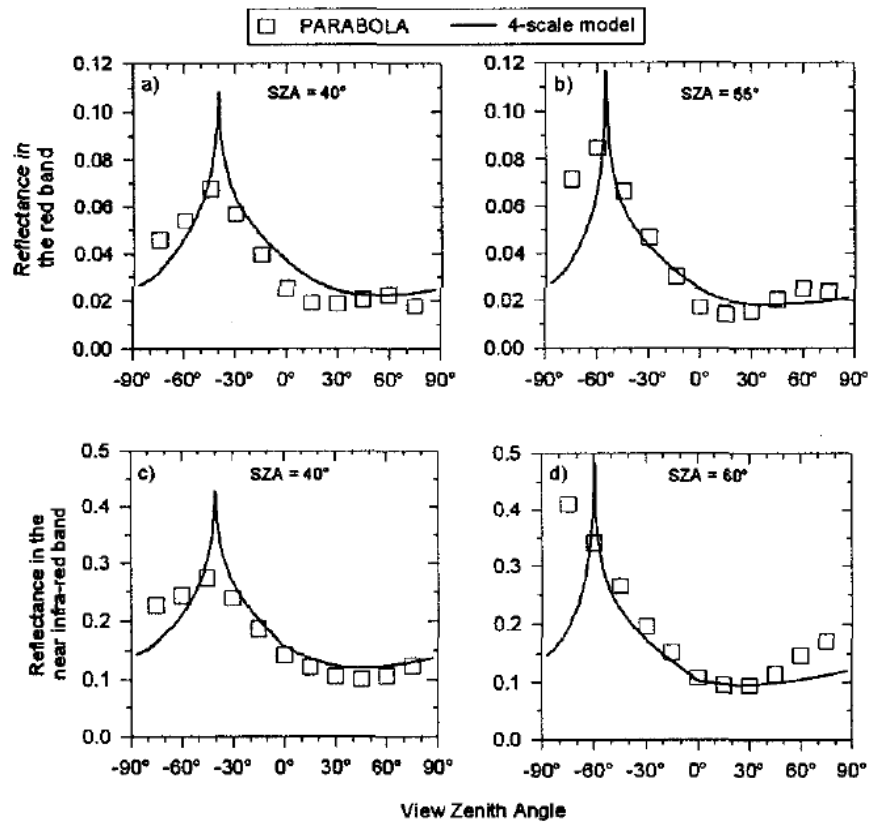 PARABOLA 4-scale model
a) SZA = 40°
b) SZA = 55°
Reflectance in
the red band
0.12
0.10
0.08
0.06
0.04
0.02
0.00
-90° -60° -30° 0° 30° 60° 90°
0.12
0.10
0.08
0.06
0.04
0.02
0.00
-90° -60° -30° 0° 30° 60° 90°
c) SZA = 40°
d) SZA = 60°
Reflectance in the
near infra-red band
0.5
0.4
0.3
0.2
0.1
0.0
-90° -60° -30° 0° 30° 60° 90°
0.5
0.4
0.3
0.2
0.1
0.0
-90° -60° -30° 0° 30° 60° 90°
View Zenith Angle